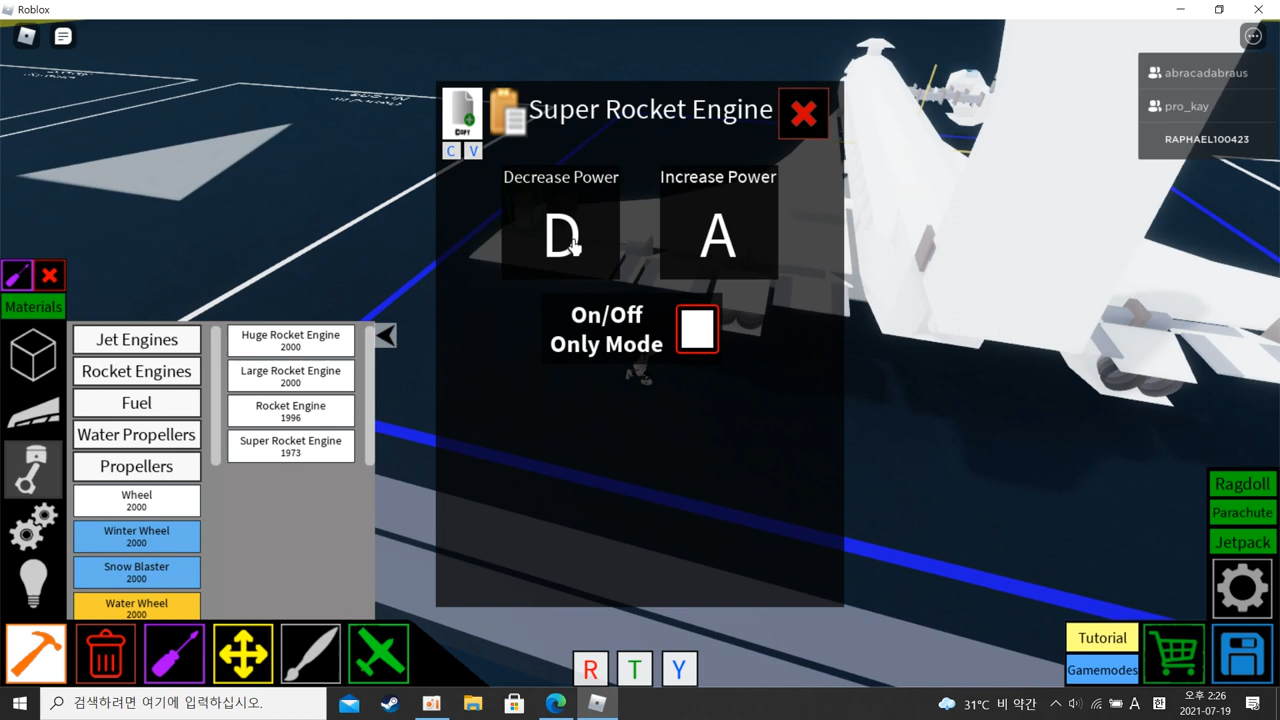 Roblox
abracadabraus
pro_kay
RAPHAEL100423
COPY
Super Rocket Engine
C V
Decrease Power
Increase Power
D
A
On/Off
Only Mode
Materials
Jet Engines
Rocket Engines
Fuel
Water Propellers
Propellers
Wheel
2000
Winter Wheel
2000
Snow Blaster
2000
Water Wheel
2000
Huge Rocket Engine
2000
Large Rocket Engine
2000
Rocket Engine
1996
Super Rocket Engine
1973
Ragdoll
Parachute
Jetpack
Tutorial
Gamemodes
R T Y
검색하려면 여기에 입력하십시오.
31°C 비 약간
A
한
오후 2:26
2021-07-19